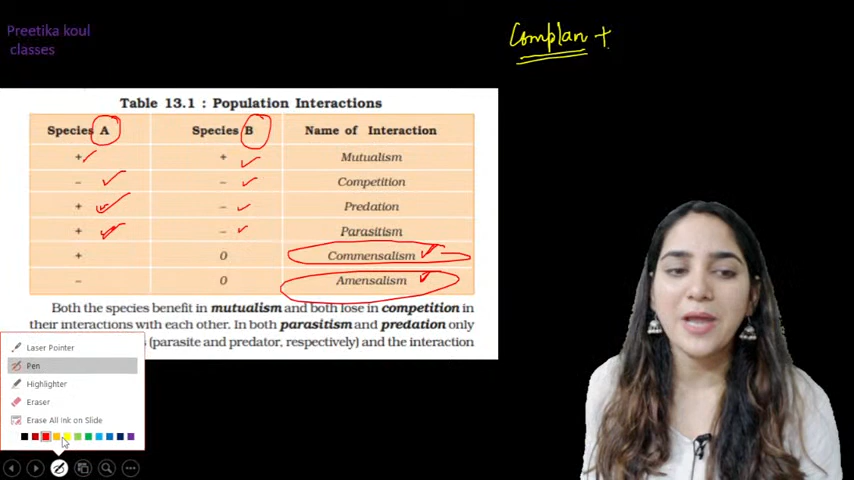 Preetika koul
classes
Complan +
Table 13.1 : Population Interactions
Species A Species B Name of Interaction
+ + Mutualism
– – Competition
+ – Predation
+ – Parasitism
+ 0 Commensalism
– 0 Amensalism
Both the species benefit in mutualism and both lose in competition in
their interactions with each other. In both parasitism and predation only
(parasite and predator, respectively) and the interaction
Laser Pointer
Pen
Highlighter
Eraser
Erase All Ink on Slide